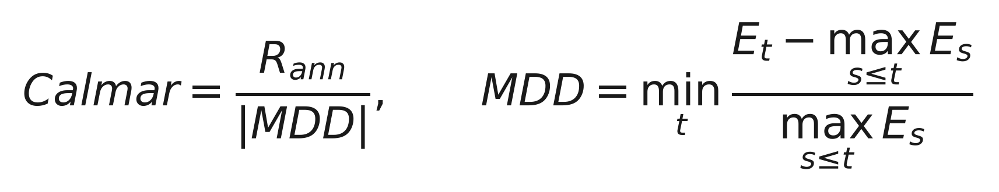 Calmar = R_ann / |MDD|, MDD = min_t (E_t − max_{s≤t} E_s) / (max_{s≤t} E_s)